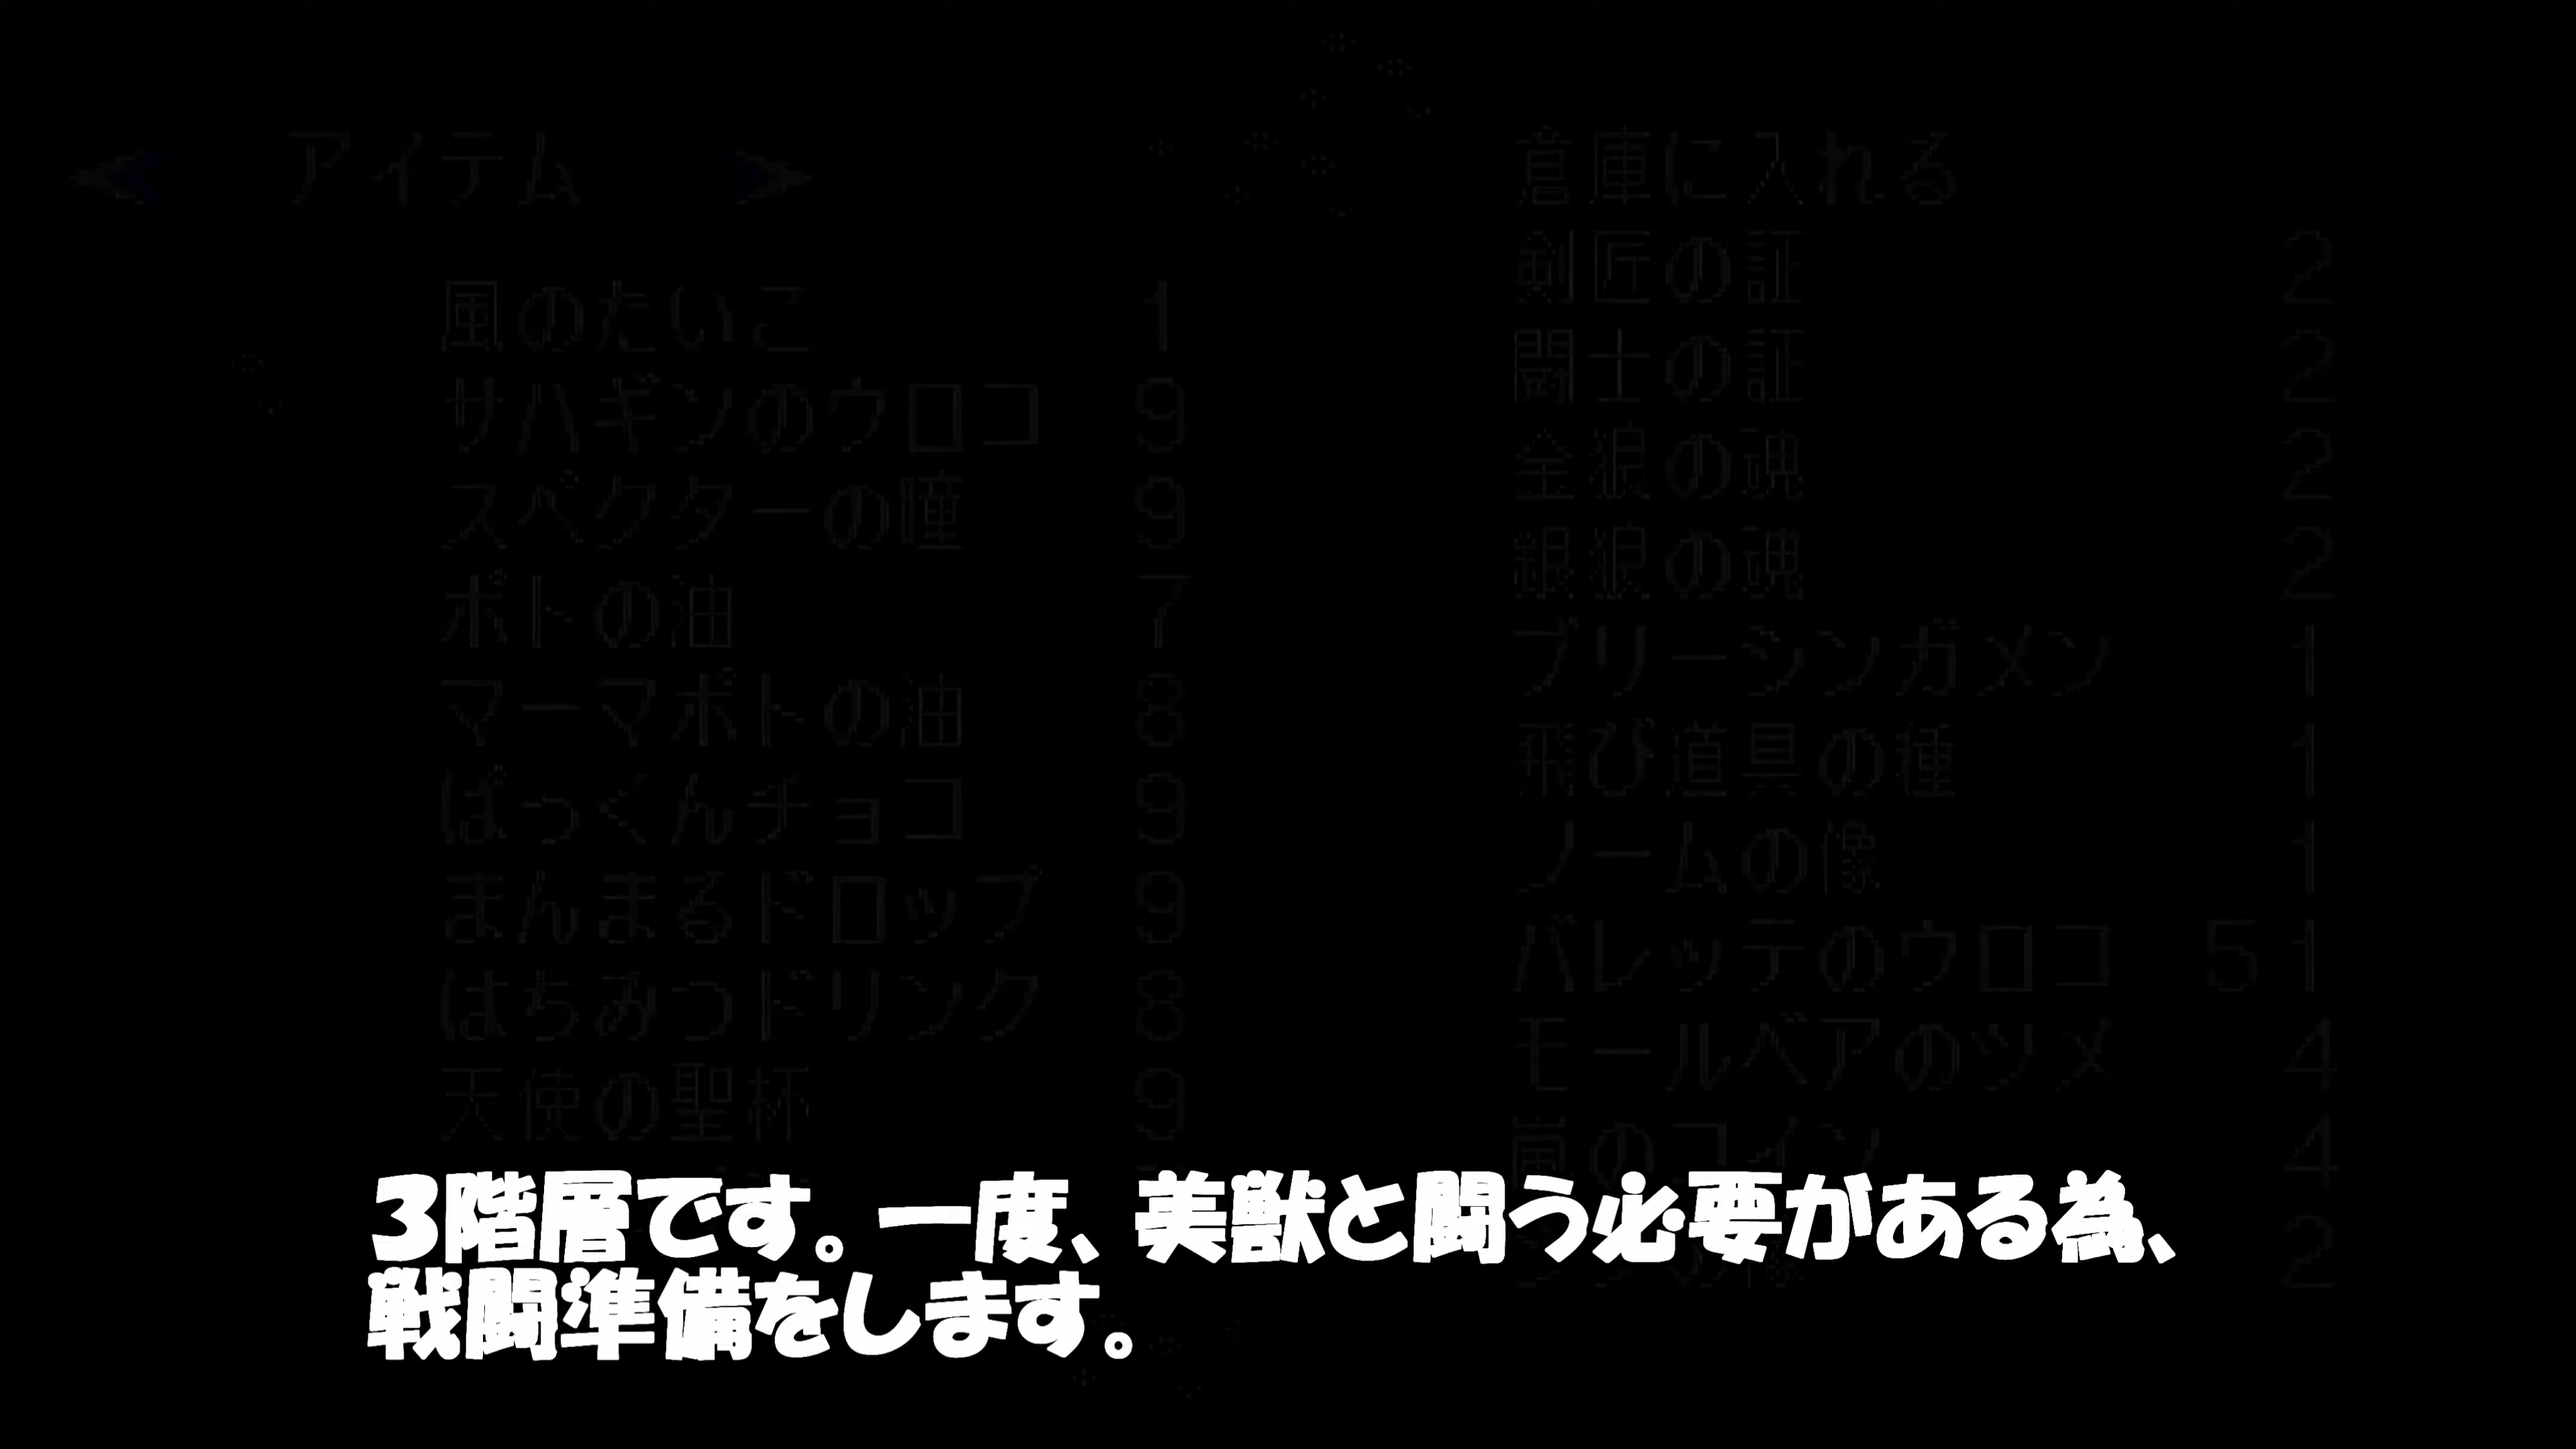 アイテム
風のたいこ 1
サハギンのウロコ 9
スペクターの瞳 9
ポトの油 7
マーマポトの油 8
ぱっくんチョコ 9
まんまるドロップ 9
はちみつドリンク 8
天使の聖杯 9
倉庫に入れる
剣匠の証 2
闘士の証 2
金狼の魂 2
銀狼の魂 2
ブリーシンガメン 1
飛び道具の種 1
ノームの像 1
バレッテのウロコ 51
モールベアのツメ 4
嵐のコイン 4
2
3階層です。一度、美獣と闘う必要がある為、
戦闘準備をします。